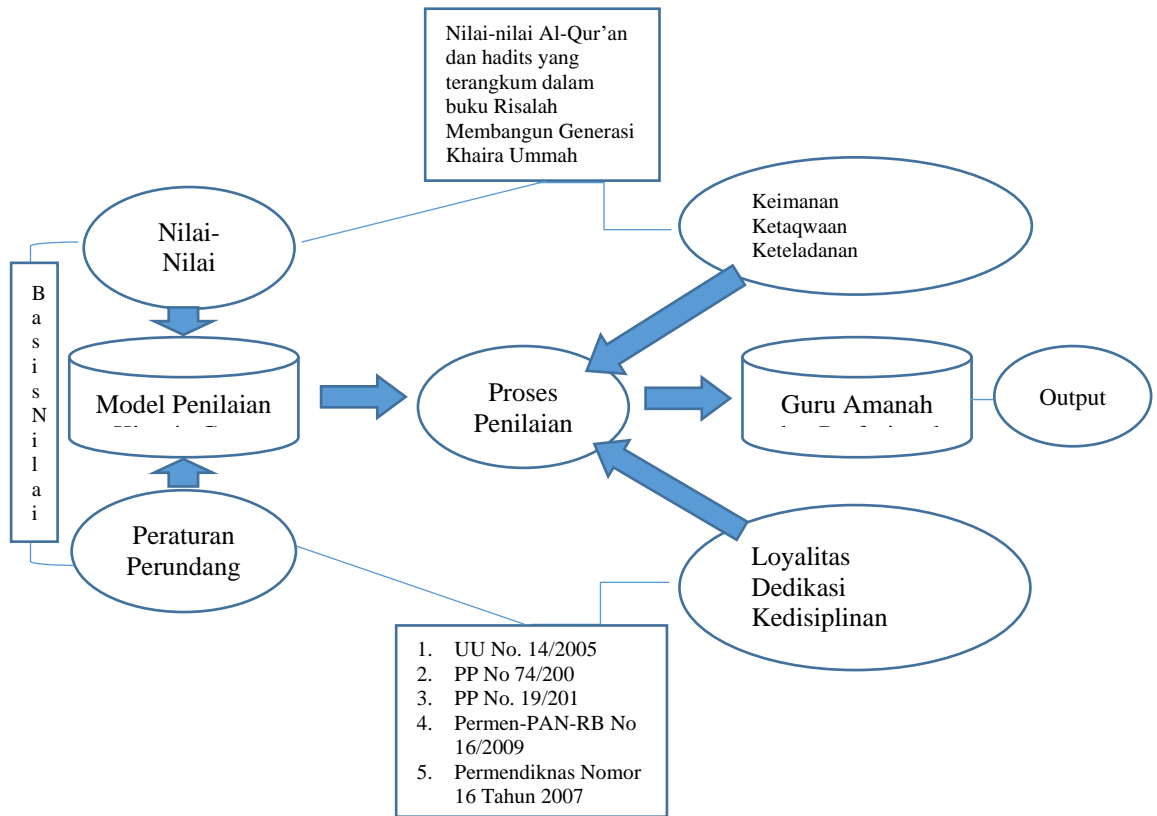 Nilai-nilai Al-Qur’an
dan hadits yang
terangkum dalam
buku Risalah
Membangun Generasi
Khaira Ummah
Keimanan
Ketaqwaan
Keteladanan
Nilai-
Nilai
B
a
s
i
s
N
i
l
a
i
Model Penilaian
Proses
Penilaian
Guru Amanah
Output
Peraturan
Perundang
Loyalitas
Dedikasi
Kedisiplinan
1. UU No. 14/2005
2. PP No 74/200
3. PP No. 19/201
4. Permen-PAN-RB No
16/2009
5. Permendiknas Nomor
16 Tahun 2007